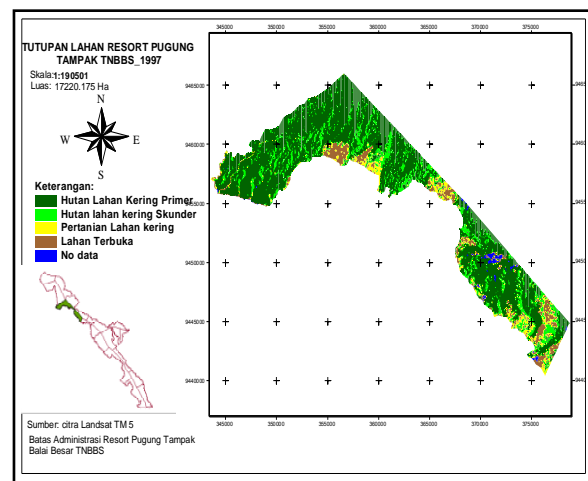 TUTUPAN LAHAN RESORT PUGUNG
TAMPAK TNBBS_1997
Skala:1:190501
Luas: 17220.175 Ha
N
W E
S
Keterangan:
Hutan Lahan Kering Primer
Hutan lahan kering Skunder
Pertanian Lahan kering
Lahan Terbuka
No data
Sumber: citra Landsat TM 5
Batas Administrasi Resort Pugung Tampak
Balai Besar TNBBS
345000 350000 355000 360000 365000 370000 375000
9465000
9460000
9455000
9450000
9445000
9440000
345000 350000 355000 360000 365000 370000 375000